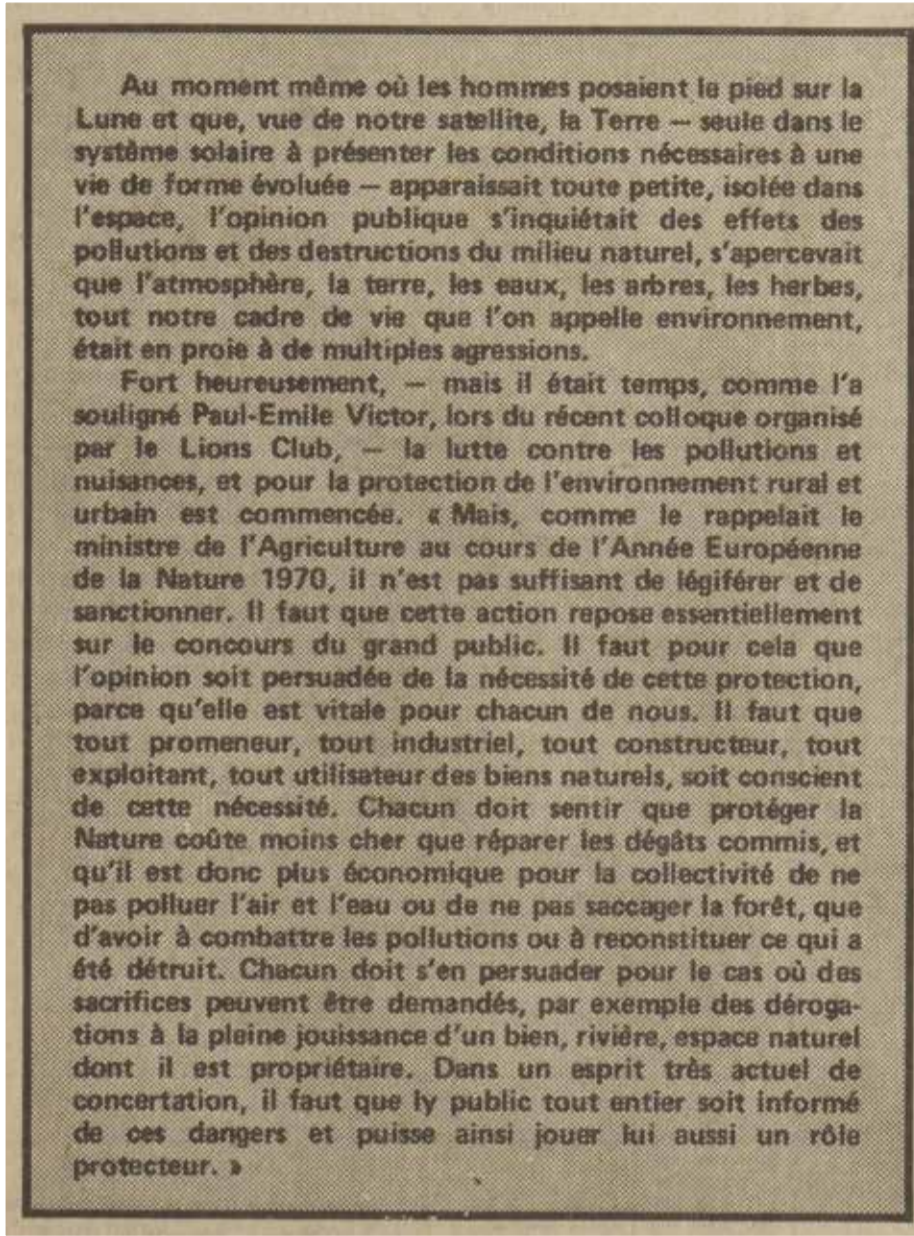 Au moment même où les hommes posaient le pied sur la
Lune et que, vue de notre satellite, la Terre — seule dans le
système solaire à présenter les conditions nécessaires à une
vie de forme évoluée — apparaissait toute petite, isolée dans
l'espace, l'opinion publique s'inquiétait des effets des
pollutions et des destructions du milieu naturel, s'apercevait
que l'atmosphère, la terre, les eaux, les arbres, les herbes,
tout notre cadre de vie que l'on appelle environnement,
était en proie à de multiples agressions.
Fort heureusement, — mais il était temps, comme l'a
souligné Paul-Emile Victor, lors du récent colloque organisé
par le Lions Club, — la lutte contre les pollutions et
nuisances, et pour la protection de l'environnement rural et
urbain est commencée. « Mais, comme le rappelait le
ministre de l'Agriculture au cours de l'Année Européenne
de la Nature 1970, il n'est pas suffisant de légiférer et de
sanctionner. Il faut que cette action repose essentiellement
sur le concours du grand public. Il faut pour cela que
l'opinion soit persuadée de la nécessité de cette protection,
parce qu'elle est vitale pour chacun de nous. Il faut que
tout promeneur, tout industriel, tout constructeur, tout
exploitant, tout utilisateur des biens naturels, soit conscient
de cette nécessité. Chacun doit sentir que protéger la
Nature coûte moins cher que réparer les dégâts commis, et
qu'il est donc plus économique pour la collectivité de ne
pas polluer l'air et l'eau ou de ne pas saccager la forêt, que
d'avoir à combattre les pollutions ou à reconstituer ce qui a
été détruit. Chacun doit s'en persuader pour le cas où des
sacrifices peuvent être demandés, par exemple des déroga-
tions à la pleine jouissance d'un bien, rivière, espace naturel
dont il est propriétaire. Dans un esprit très actuel de
concertation, il faut que ly public tout entier soit informé
de ces dangers et puisse ainsi jouer lui aussi un rôle
protecteur. »